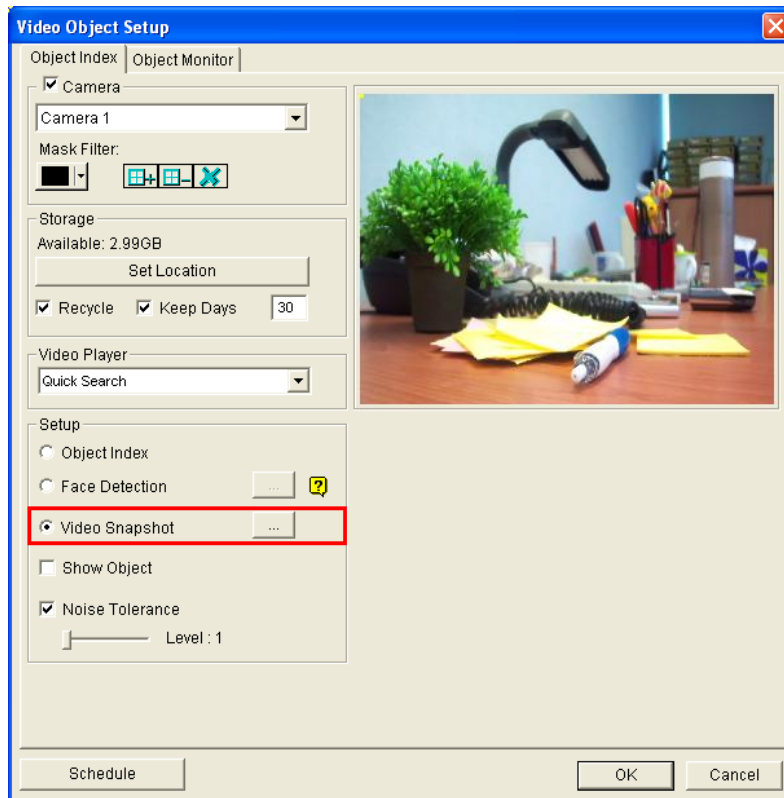 Video Object Setup
Object Index
Object Monitor
Camera
Camera 1
Mask Filter:
Storage
Available: 2.99GB
Set Location
Recycle
Keep Days
30
Video Player
Quick Search
Setup
Object Index
Face Detection
...
?
Video Snapshot
...
Show Object
Noise Tolerance
Level : 1
Schedule
OK
Cancel